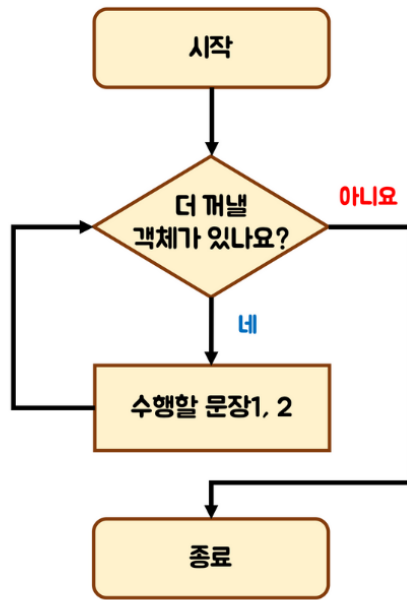 시작
더 꺼낼
객체가 있나요?
아니요
네
수행할 문장1, 2
종료